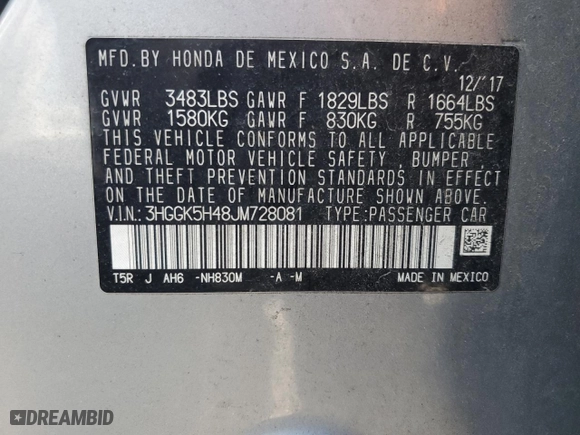 MFD. BY HONDA DE MEXICO S.A. DE C.V.
12/'17
GVWR 3483LBS GAWR F 1829LBS R 1664LBS
GVWR 1580KG GAWR F 830KG R 755KG
THIS VEHICLE CONFORMS TO ALL APPLICABLE
FEDERAL MOTOR VEHICLE SAFETY , BUMPER ,
AND THEFT PREVENTION STANDARDS IN EFFECT
ON THE DATE OF MANUFACTURE SHOWN ABOVE.
V.I.N.: 3HGGK5H48JM728081 TYPE:PASSENGER CAR
T5R J AH6 -NH830M -A -M MADE IN MEXICO
© DREAMBID